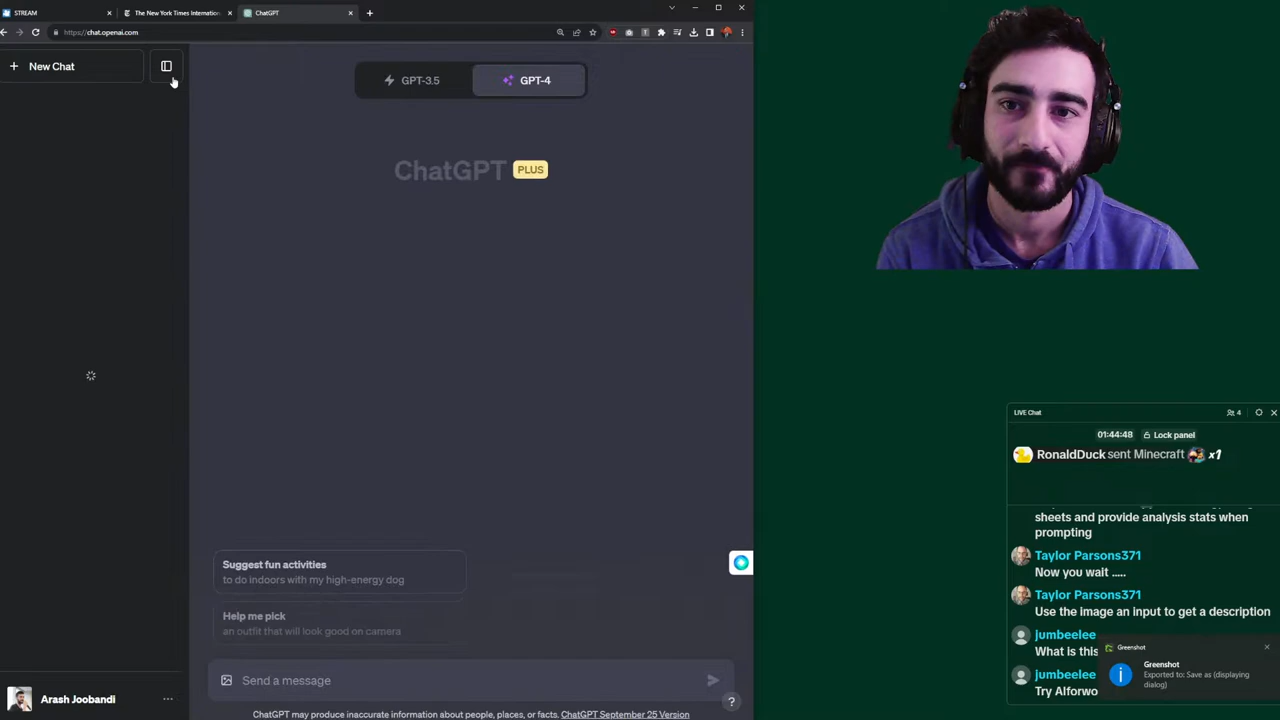 STREAM
The New York Times Internation
ChatGPT
https://chat.openai.com
New Chat
GPT-3.5
GPT-4
ChatGPT PLUS
Suggest fun activities
to do indoors with my high-energy dog
Help me pick
an outfit that will look good on camera
Send a message
ChatGPT may produce inaccurate information about people, places, or facts. ChatGPT September 25 Version
?
Arash Joobandi
LIVE Chat
4
01:44:48 Lock panel
RonaldDuck sent Minecraft x1
sheets and provide analysis stats when
prompting
Taylor Parsons371
Now you wait .....
Taylor Parsons371
Use the image an input to get a description
jumbeelee
What is this
jumbeelee
Try AIforwo
Greenshot
Greenshot
Exported to: Save as (displaying
dialog)